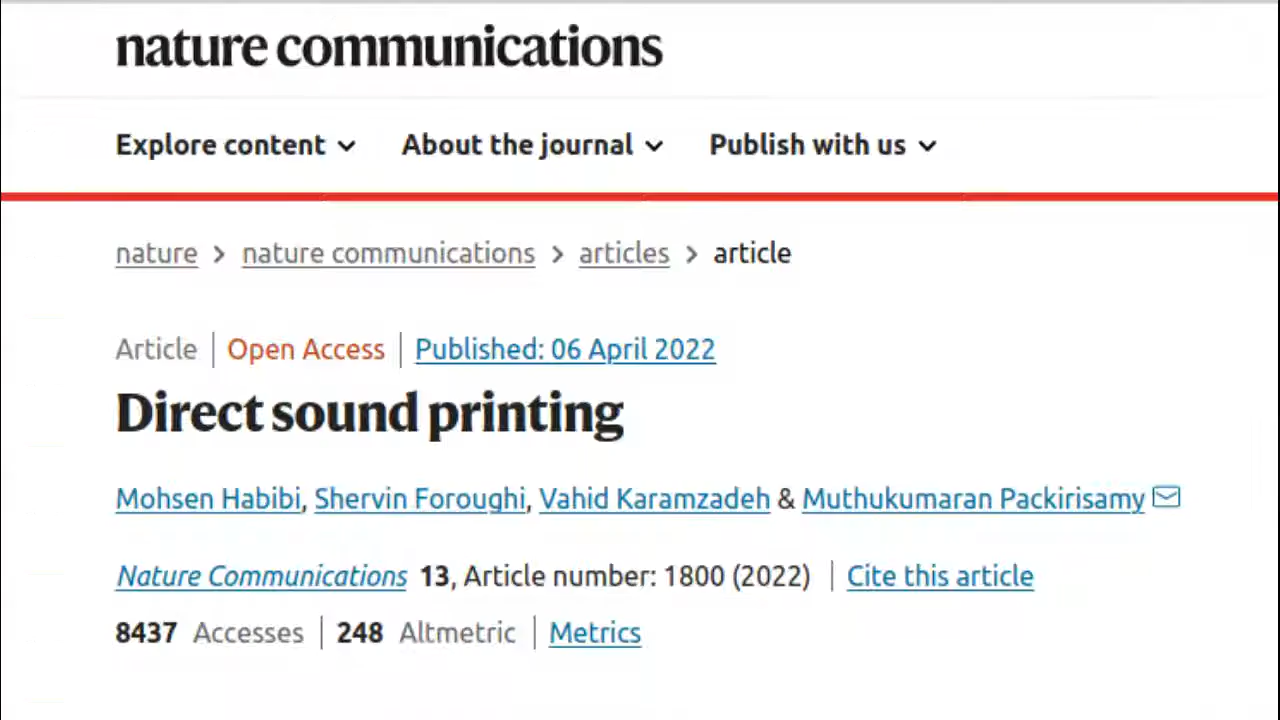 nature communications
Explore content About the journal Publish with us
nature > nature communications > articles > article
Article | Open Access | Published: 06 April 2022
Direct sound printing
Mohsen Habibi, Shervin Foroughi, Vahid Karamzadeh & Muthukumaran Packirisamy
Nature Communications 13, Article number: 1800 (2022) | Cite this article
8437 Accesses | 248 Altmetric | Metrics